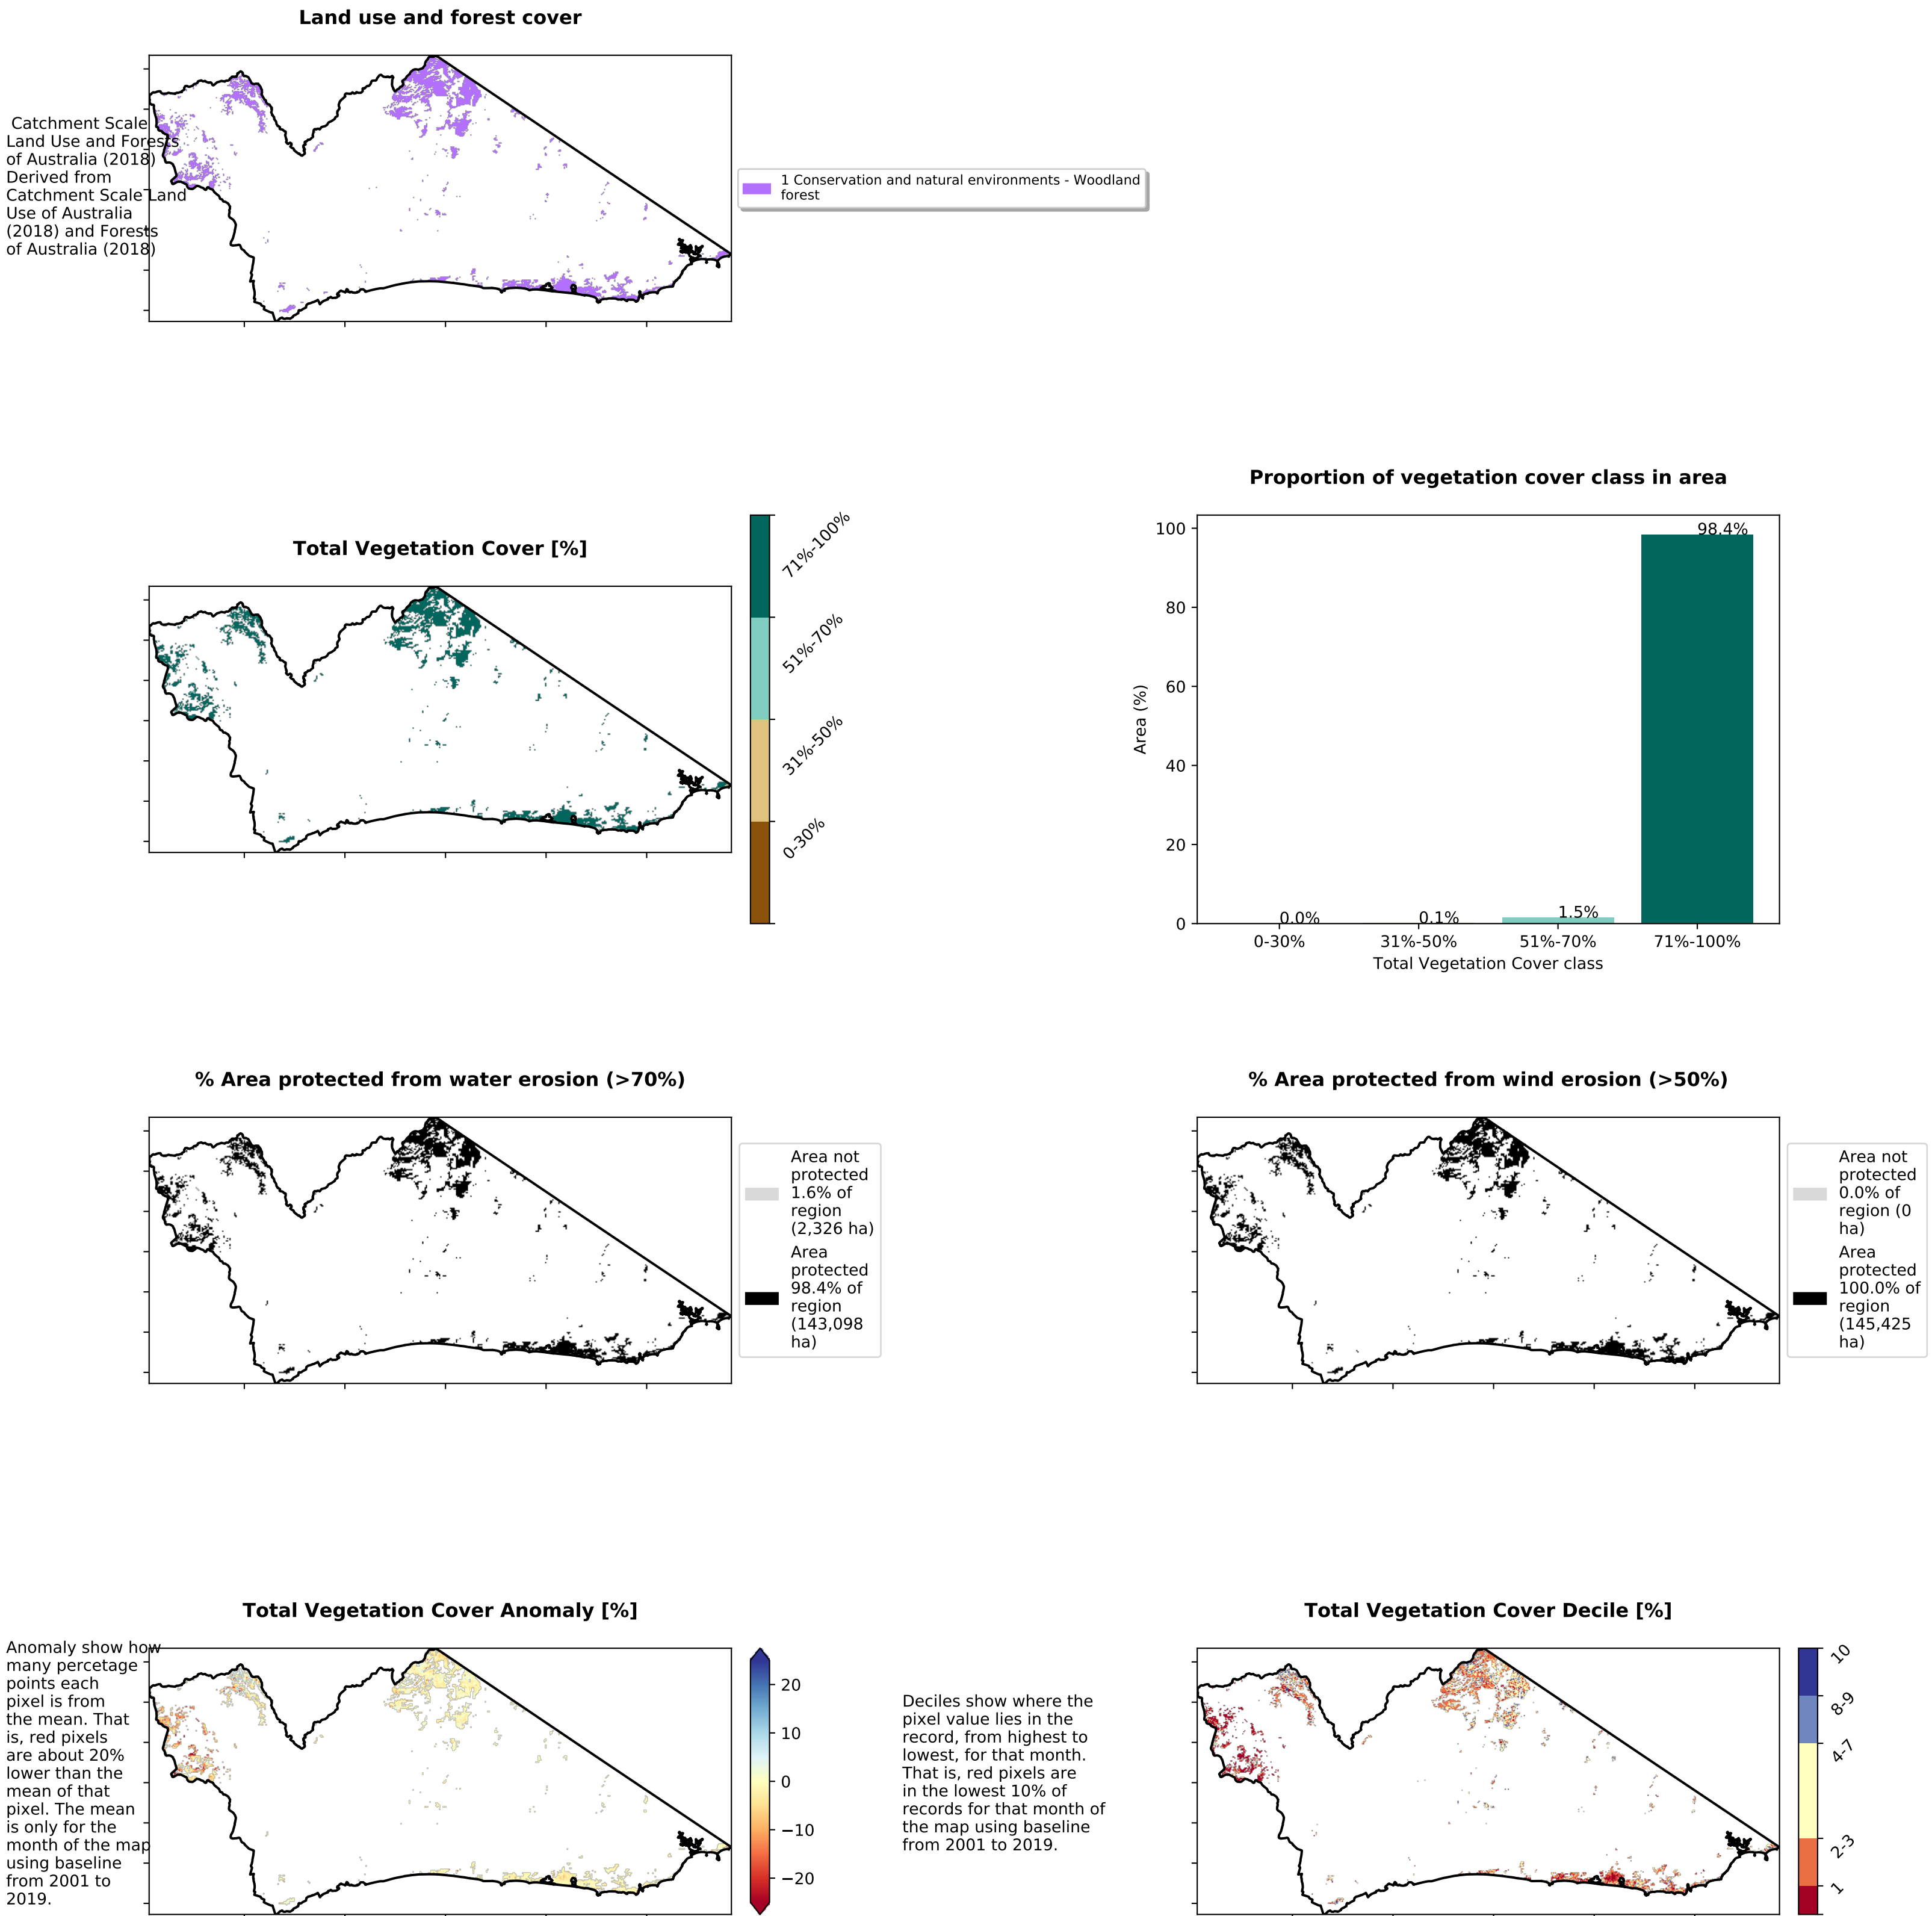 Land use and forest cover
Catchment Scale
Land Use and Forests
of Australia (2018)
Derived from
Catchment Scale Land
Use of Australia
(2018) and Forests
of Australia (2018)
1 Conservation and natural environments - Woodland
forest
Total Vegetation Cover [%]
71%-100%
51%-70%
31%-50%
0-30%
Proportion of vegetation cover class in area
100
80
60
40
20
0
Area (%)
0.0%
0.1%
1.5%
98.4%
0-30%
31%-50%
51%-70%
71%-100%
Total Vegetation Cover class
% Area protected from water erosion (>70%)
Area not
protected
1.6% of
region
(2,326 ha)
Area
protected
98.4% of
region
(143,098
ha)
% Area protected from wind erosion (>50%)
Area not
protected
0.0% of
region (0
ha)
Area
protected
100.0% of
region
(145,425
ha)
Total Vegetation Cover Anomaly [%]
Anomaly show how
many percetage
points each
pixel is from
the mean. That
is, red pixels
are about 20%
lower than the
mean of that
pixel. The mean
is only for the
month of the map
using baseline
from 2001 to
2019.
20
10
0
−10
−20
Total Vegetation Cover Decile [%]
Deciles show where the
pixel value lies in the
record, from highest to
lowest, for that month.
That is, red pixels are
in the lowest 10% of
records for that month of
the map using baseline
from 2001 to 2019.
10
8-9
4-7
2-3
1